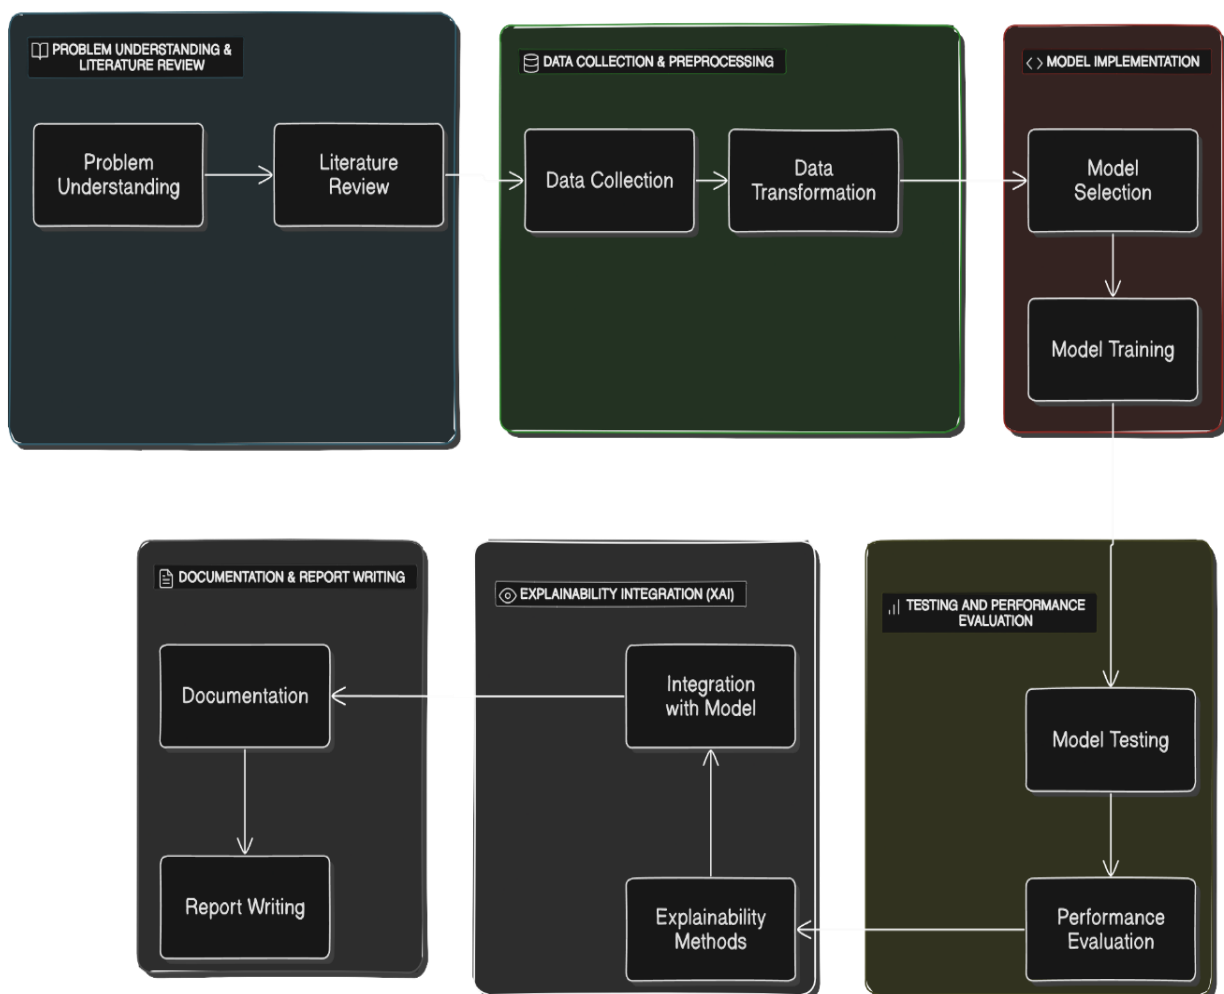 PROBLEM UNDERSTANDING &
LITERATURE REVIEW
Problem
Understanding
Literature
Review
DATA COLLECTION & PREPROCESSING
Data Collection
Data
Transformation
MODEL IMPLEMENTATION
Model
Selection
Model Training
TESTING AND PERFORMANCE
EVALUATION
Model Testing
Performance
Evaluation
EXPLAINABILITY INTEGRATION (XAI)
Explainability
Methods
Integration
with Model
DOCUMENTATION & REPORT WRITING
Documentation
Report Writing